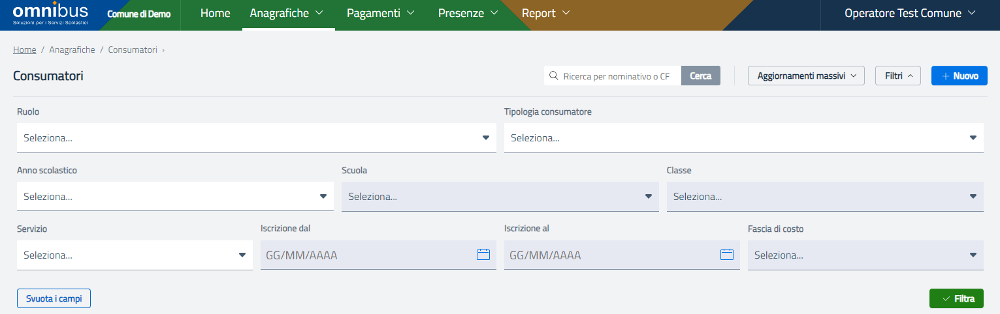 omnibus
Soluzioni per i Servizi Scolastici
Comune di Demo
Home
Anagrafiche
Pagamenti
Presenze
Report
Operatore Test Comune
Home / Anagrafiche / Consumatori ›
Consumatori
Ricerca per nominativo o CF
Cerca
Aggiornamenti massivi
Filtri
Nuovo
Ruolo
Tipologia consumatore
Seleziona...
Seleziona...
Anno scolastico
Scuola
Classe
Seleziona...
Seleziona...
Seleziona...
Servizio
Iscrizione dal
Iscrizione al
Fascia di costo
Seleziona...
GG/MM/AAAA
GG/MM/AAAA
Seleziona...
Svuota i campi
Filtra